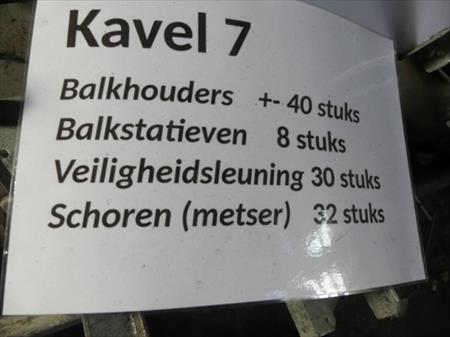 Kavel 7
Balkhouders +- 40 stuks
Balkstatieven 8 stuks
Veiligheidsleuning 30 stuks
Schoren (metser) 32 stuks